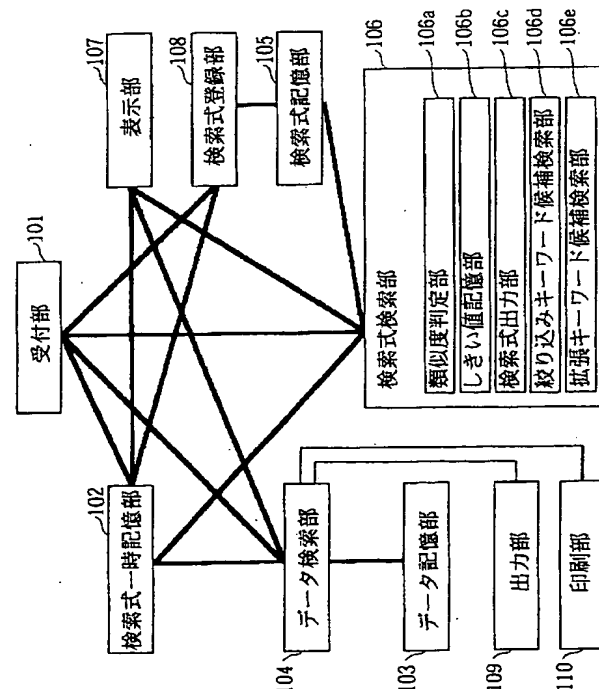 101
受付部
102
検索式一時記憶部
107
表示部
108
検索式登録部
105
検索式記憶部
104
データ検索部
103
データ記憶部
109
出力部
110
印刷部
106
検索式検索部
106a
類似度判定部
106b
しきい値記憶部
106c
検索式出力部
106d
絞り込みキーワード候補検索部
106e
拡張キーワード候補検索部